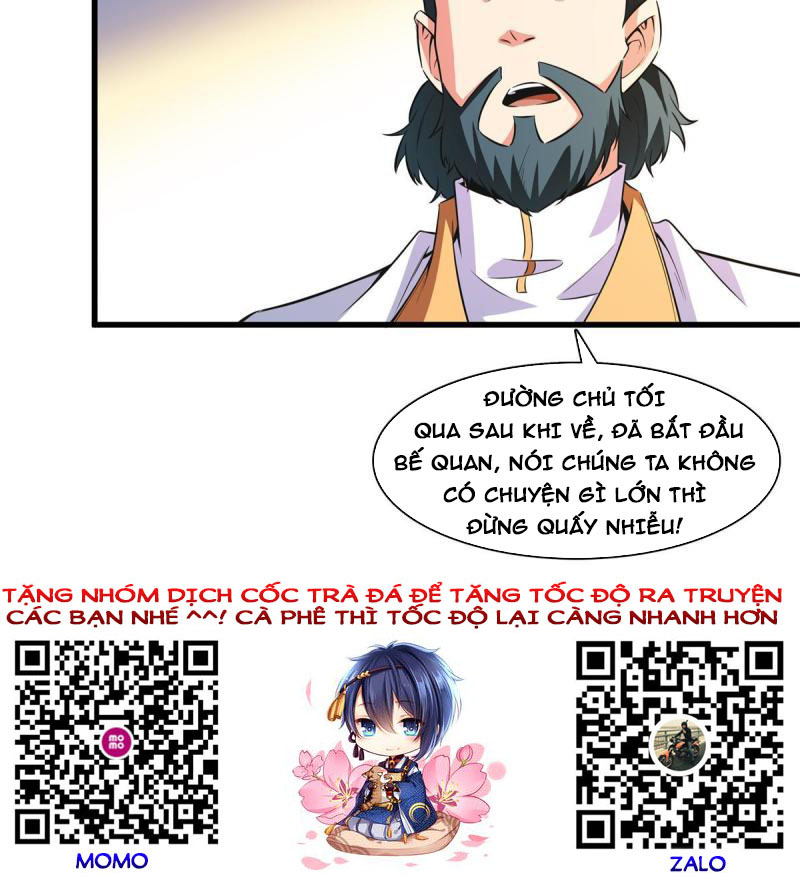 ĐƯỜNG CHỦ TỐI
QUA SAU KHI VỀ, ĐÃ BẮT ĐẦU
BẾ QUAN, NÓI CHÚNG TA KHÔNG
CÓ CHUYỆN GÌ LỚN THÌ
ĐỪNG QUẤY NHIỄU!
TẶNG NHÓM DỊCH CỐC TRÀ ĐÁ ĐỂ TĂNG TỐC ĐỘ RA TRUYỆN
CÁC BẠN NHÉ ^^! CÀ PHÊ THÌ TỐC ĐỘ LẠI CÀNG NHANH HƠN
mo
mo
MOMO
ZALO